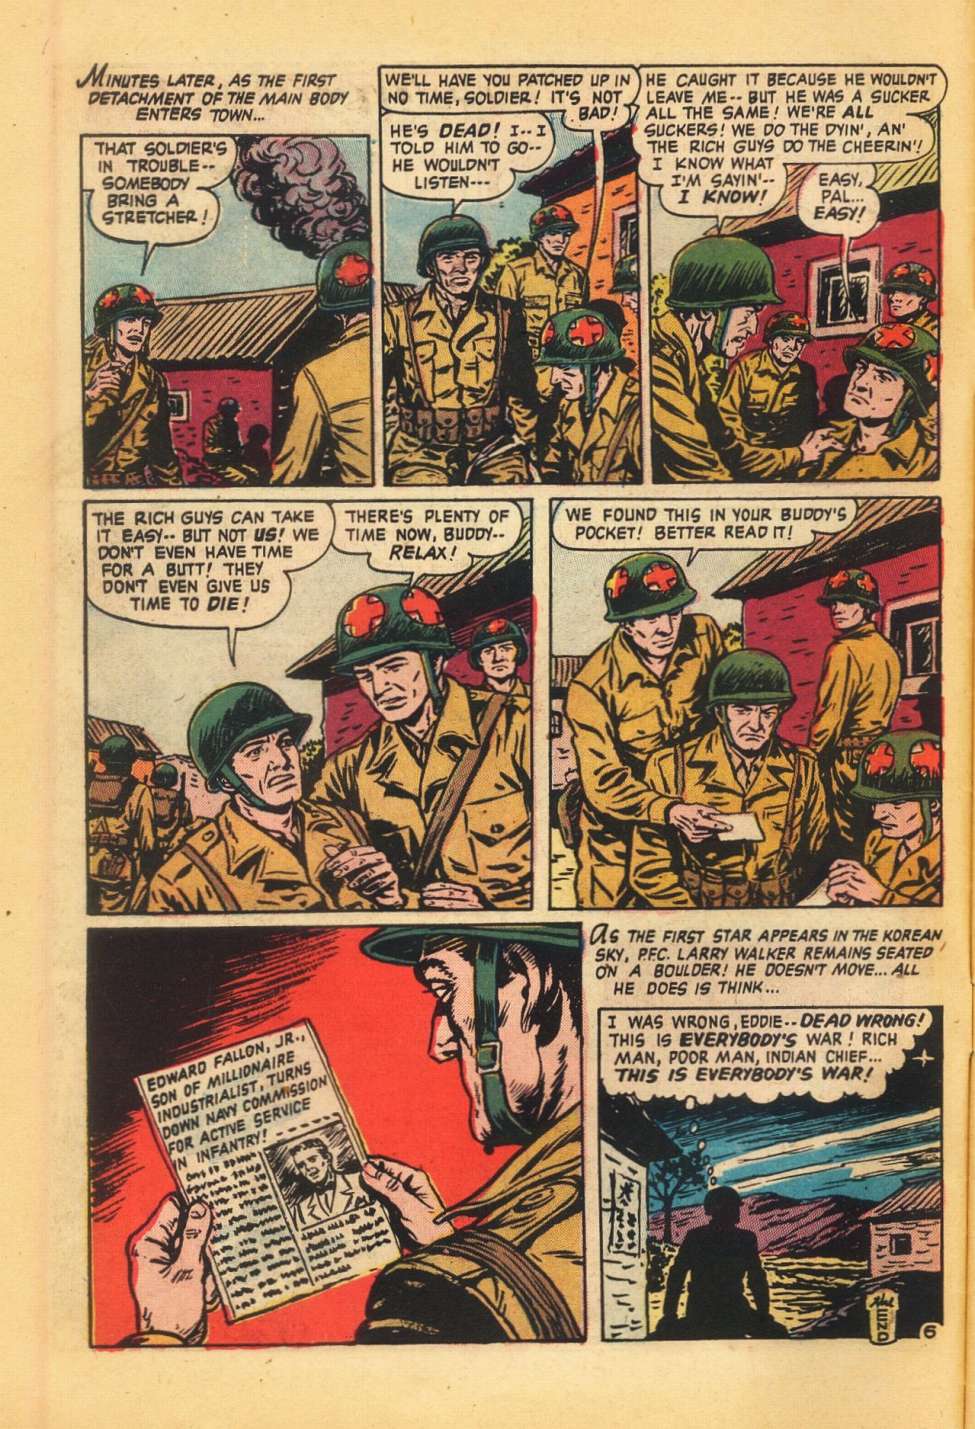 MINUTES LATER, AS THE FIRST
DETACHMENT OF THE MAIN BODY
ENTERS TOWN...
THAT SOLDIER'S
IN TROUBLE--
SOMEBODY
BRING A
STRETCHER!
WE'LL HAVE YOU PATCHED UP IN
NO TIME, SOLDIER! IT'S NOT
BAD!
HE'S DEAD! I--I
TOLD HIM TO GO--
HE WOULDN'T
LISTEN---
HE CAUGHT IT BECAUSE HE WOULDN'T
LEAVE ME-- BUT HE WAS A SUCKER
ALL THE SAME! WE'RE ALL
SUCKERS! WE DO THE DYIN', AN'
THE RICH GUYS DO THE CHEERIN'!
I KNOW WHAT
I'M SAYIN'--
I KNOW!
EASY,
PAL...
EASY!
THE RICH GUYS CAN TAKE
IT EASY-- BUT NOT US! WE
DON'T EVEN HAVE TIME
FOR A BUTT! THEY
DON'T EVEN GIVE US
TIME TO DIE!
THERE'S PLENTY OF
TIME NOW, BUDDY--
RELAX!
WE FOUND THIS IN YOUR BUDDY'S
POCKET! BETTER READ IT!
EDWARD FALLON, JR.,
SON OF MILLIONAIRE
INDUSTRIALIST, TURNS
DOWN NAVY COMMISSION
FOR ACTIVE SERVICE
IN INFANTRY!
AS THE FIRST STAR APPEARS IN THE KOREAN
SKY, P.F.C. LARRY WALKER REMAINS SEATED
ON A BOULDER! HE DOESN'T MOVE... ALL
HE DOES IS THINK...
I WAS WRONG, EDDIE-- DEAD WRONG!
THIS IS EVERYBODY'S WAR! RICH
MAN, POOR MAN, INDIAN CHIEF...
THIS IS EVERYBODY'S WAR!
The
END
6